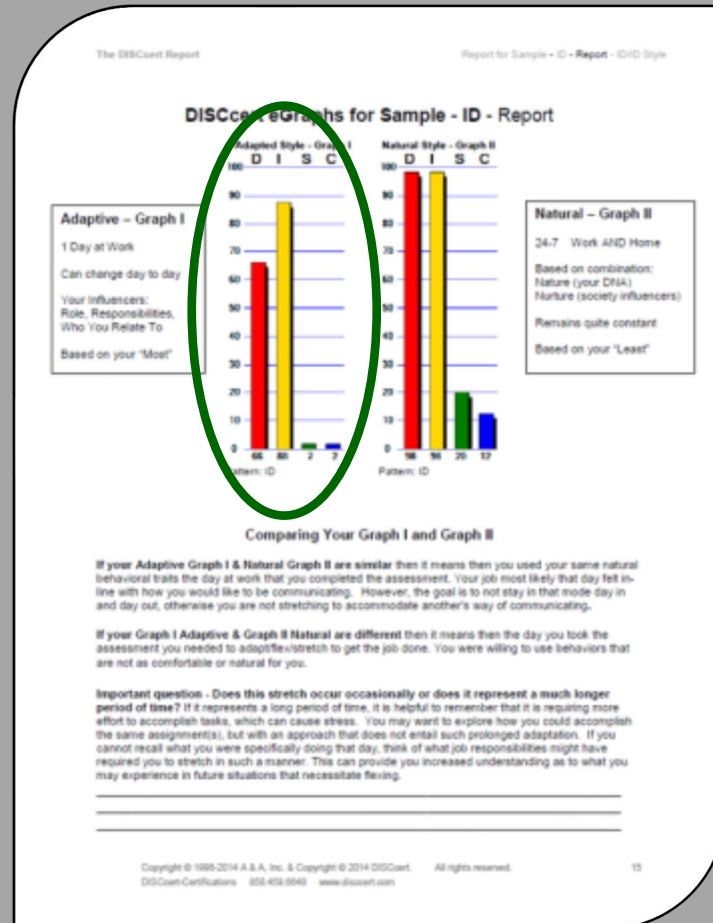 The DISCcert Report
Report for Sample - ID - Report - ID/ID Style
DISCcert eGraphs for Sample - ID - Report
Adapted Style - Graph I
D I S C
100
90
80
70
60
50
40
30
20
10
0
66 88 2 2
Pattern: ID
Natural Style - Graph II
D I S C
100
90
80
70
60
50
40
30
20
10
0
98 98 20 12
Pattern: ID
Adaptive – Graph I
1 Day at Work
Can change day to day
Your Influencers:
Role, Responsibilities,
Who You Relate To
Based on your "Most"
Natural – Graph II
24-7 Work AND Home
Based on combination:
Nature (your DNA)
Nurture (society influencers)
Remains quite constant
Based on your "Least"
Comparing Your Graph I and Graph II
If your Adaptive Graph I & Natural Graph II are similar then it means then you used your same natural
behavioral traits the day at work that you completed the assessment. Your job most likely that day felt in-
line with how you would like to be communicating. However, the goal is to not stay in that mode day in
and day out, otherwise you are not stretching to accommodate another's way of communicating.
If your Graph I Adaptive & Graph II Natural are different then it means then the day you took the
assessment you needed to adapt/flex/stretch to get the job done. You were willing to use behaviors that
are not as comfortable or natural for you.
Important question - Does this stretch occur occasionally or does it represent a much longer
period of time? If it represents a long period of time, it is helpful to remember that it is requiring more
effort to accomplish tasks, which can cause stress. You may want to explore how you could accomplish
the same assignment(s), but with an approach that does not entail such prolonged adaptation. If you
cannot recall what you were specifically doing that day, think of what job responsibilities might have
required you to stretch in such a manner. This can provide you increased understanding as to what you
may experience in future situations that necessitate flexing.
Copyright © 1996-2014 A & A, Inc. & Copyright © 2014 DISCcert. All rights reserved. 15
DISCcert-Certifications 858.459.6648 www.disccert.com